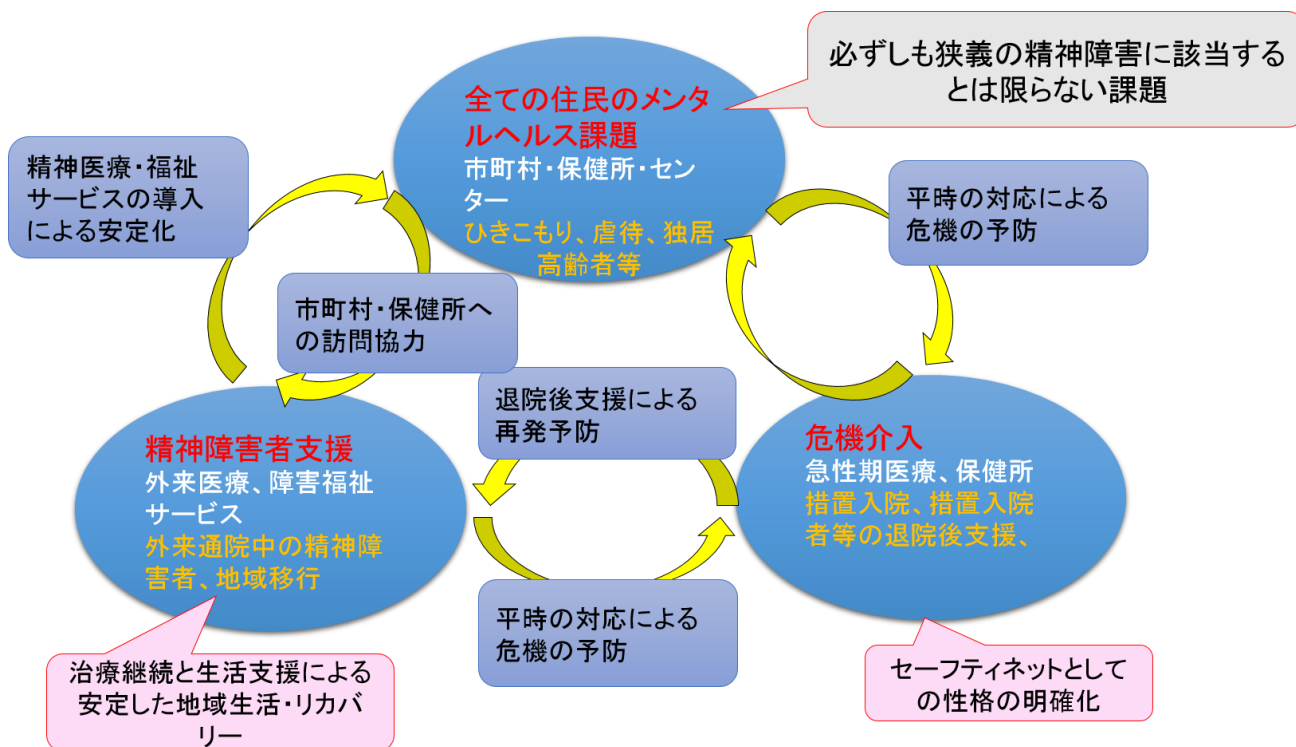 必ずしも狭義の精神障害に該当する
とは限らない課題
全ての住民のメンタ
ルヘルス課題
市町村・保健所・セン
ター
ひきこもり、虐待、独居
高齢者等
精神医療・福祉
サービスの導入
による安定化
平時の対応による
危機の予防
市町村・保健所へ
の訪問協力
退院後支援による
再発予防
精神障害者支援
外来医療、障害福祉
サービス
外来通院中の精神障
害者、地域移行
危機介入
急性期医療、保健所
措置入院、措置入院
者等の退院後支援、
平時の対応による
危機の予防
治療継続と生活支援による
安定した地域生活・リカバ
リー
セーフティネットとして
の性格の明確化